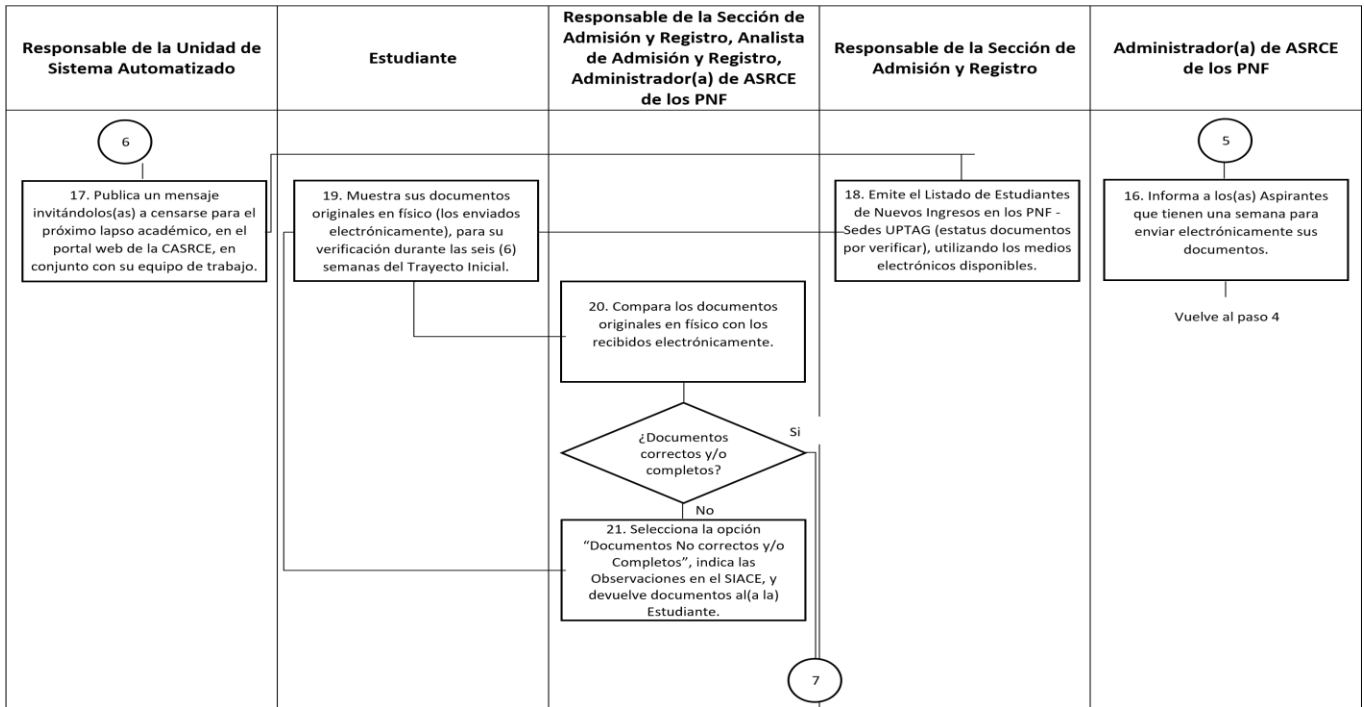 Responsable de la Unidad de
Sistema Automatizado
Estudiante
Responsable de la Sección de
Admisión y Registro, Analista
de Admisión y Registro,
Administrador(a) de ASRCE
de los PNF
Responsable de la Sección de
Admisión y Registro
Administrador(a) de ASRCE
de los PNF
6
17. Publica un mensaje
invitándolos(as) a censarse para el
próximo lapso académico, en el
portal web de la CASRCE, en
conjunto con su equipo de trabajo.
19. Muestra sus documentos
originales en físico (los enviados
electrónicamente), para su
verificación durante las seis (6)
semanas del Trayecto Inicial.
18. Emite el Listado de Estudiantes
de Nuevos Ingresos en los PNF -
Sedes UPTAG (estatus documentos
por verificar), utilizando los medios
electrónicos disponibles.
5
16. Informa a los(as) Aspirantes
que tienen una semana para
enviar electrónicamente sus
documentos.
Vuelve al paso 4
20. Compara los documentos
originales en físico con los
recibidos electrónicamente.
¿Documentos
correctos y/o
completos?
Si
No
21. Selecciona la opción
“Documentos No correctos y/o
Completos”, indica las
Observaciones en el SIACE, y
devuelve documentos al(a la)
Estudiante.
7